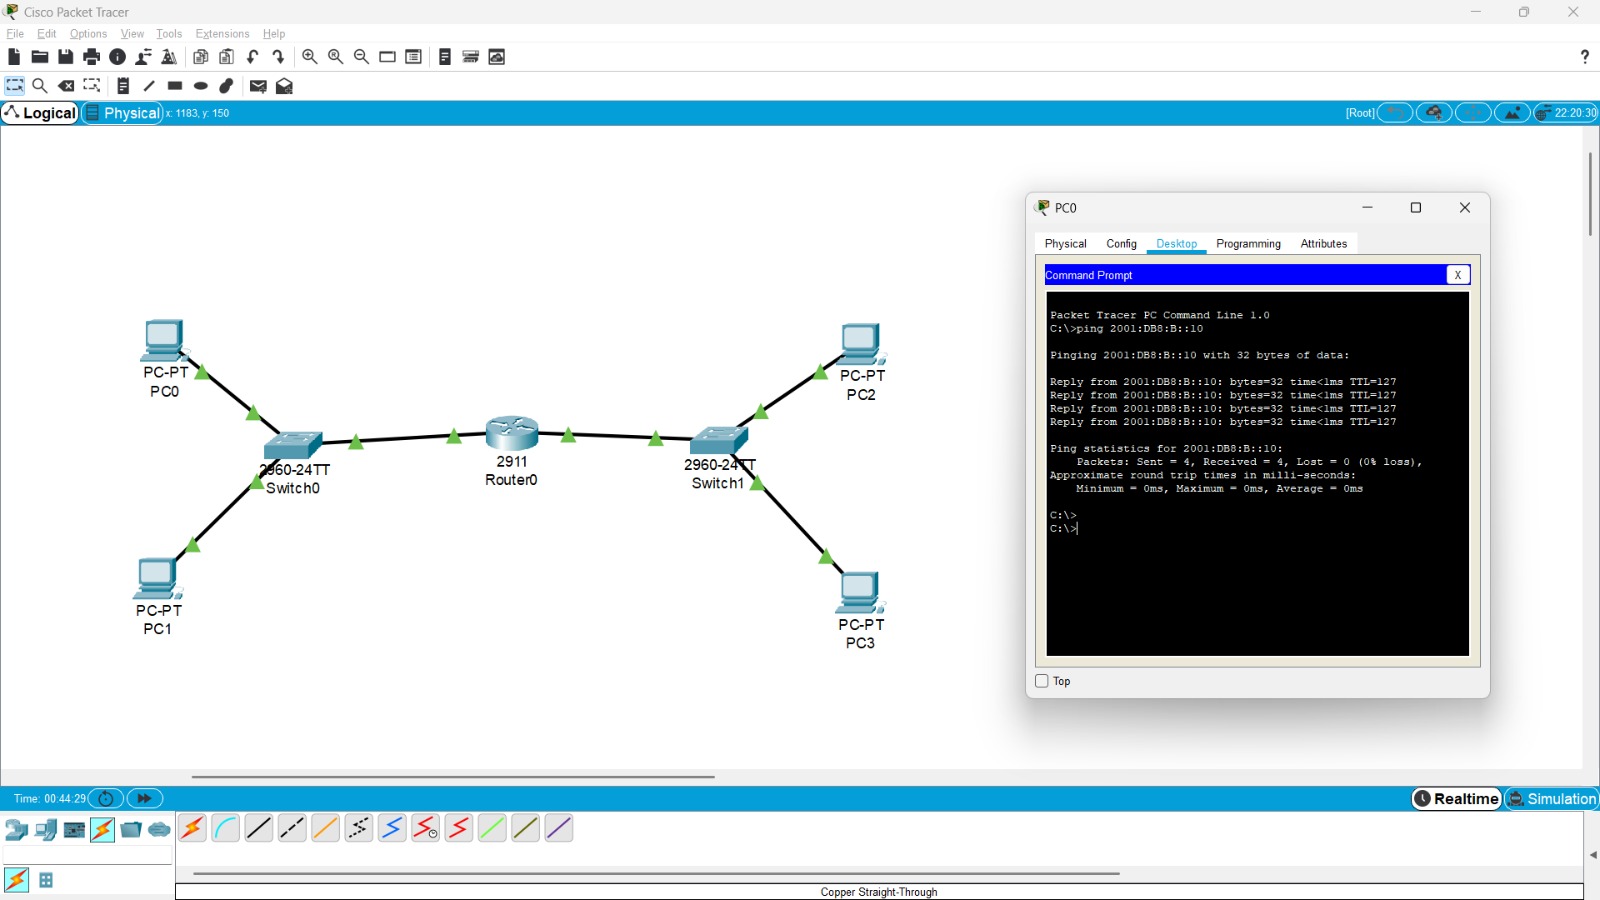 Cisco Packet Tracer
File Edit Options View Tools Extensions Help
?
Logical Physical x: 1183, y: 150
[Root] 22:20:30
PC-PT
PC0
PC-PT
PC2
2960-24TT
Switch0
2911
Router0
2960-24TT
Switch1
PC-PT
PC1
PC-PT
PC3
PC0
Physical Config Desktop Programming Attributes
Command Prompt X
Packet Tracer PC Command Line 1.0
C:\>ping 2001:DB8:B::10
Pinging 2001:DB8:B::10 with 32 bytes of data:
Reply from 2001:DB8:B::10: bytes=32 time<1ms TTL=127
Reply from 2001:DB8:B::10: bytes=32 time<1ms TTL=127
Reply from 2001:DB8:B::10: bytes=32 time<1ms TTL=127
Reply from 2001:DB8:B::10: bytes=32 time<1ms TTL=127
Ping statistics for 2001:DB8:B::10:
Packets: Sent = 4, Received = 4, Lost = 0 (0% loss),
Approximate round trip times in milli-seconds:
Minimum = 0ms, Maximum = 0ms, Average = 0ms
C:\>
C:\>
Top
Time: 00:44:29
Realtime Simulation
Copper Straight-Through